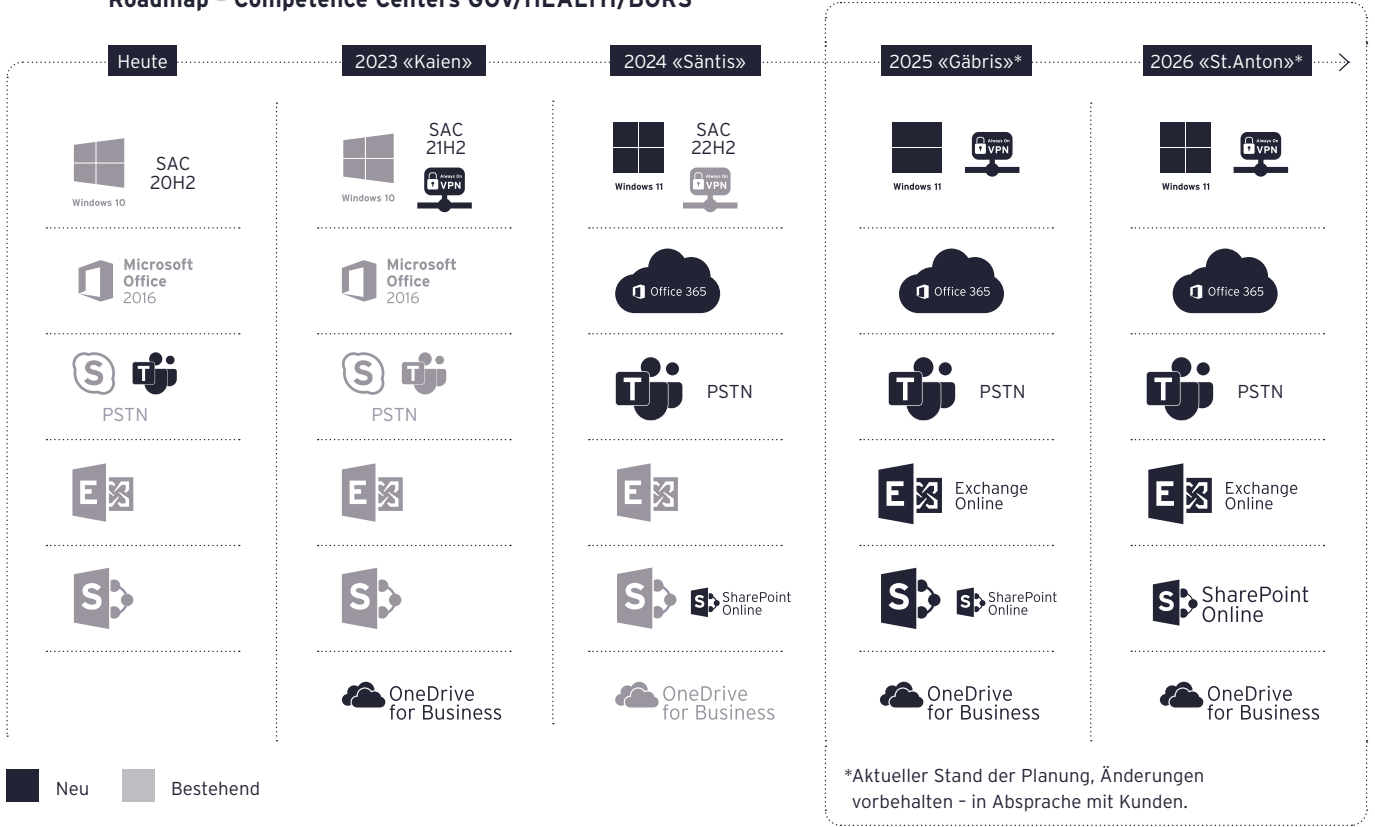 Roadmap – Competence Centers GOV/HEALTH/BORS
Heute
2023 «Kaien»
2024 «Säntis»
2025 «Gäbris»*
2026 «St.Anton»*
Windows 10
SAC
20H2
Windows 10
SAC
21H2
Always On
VPN
Windows 11
SAC
22H2
Always On
VPN
Windows 11
Always On
VPN
Windows 11
Always On
VPN
Microsoft
Office
2016
Microsoft
Office
2016
Office 365
Office 365
Office 365
S
T
PSTN
S
T
PSTN
T
PSTN
T
PSTN
T
PSTN
E
E
E
E
Exchange
Online
E
Exchange
Online
S
S
S
S
SharePoint
Online
S
S
SharePoint
Online
S
SharePoint
Online
OneDrive
for Business
OneDrive
for Business
OneDrive
for Business
OneDrive
for Business
Neu
Bestehend
*Aktueller Stand der Planung, Änderungen
vorbehalten – in Absprache mit Kunden.